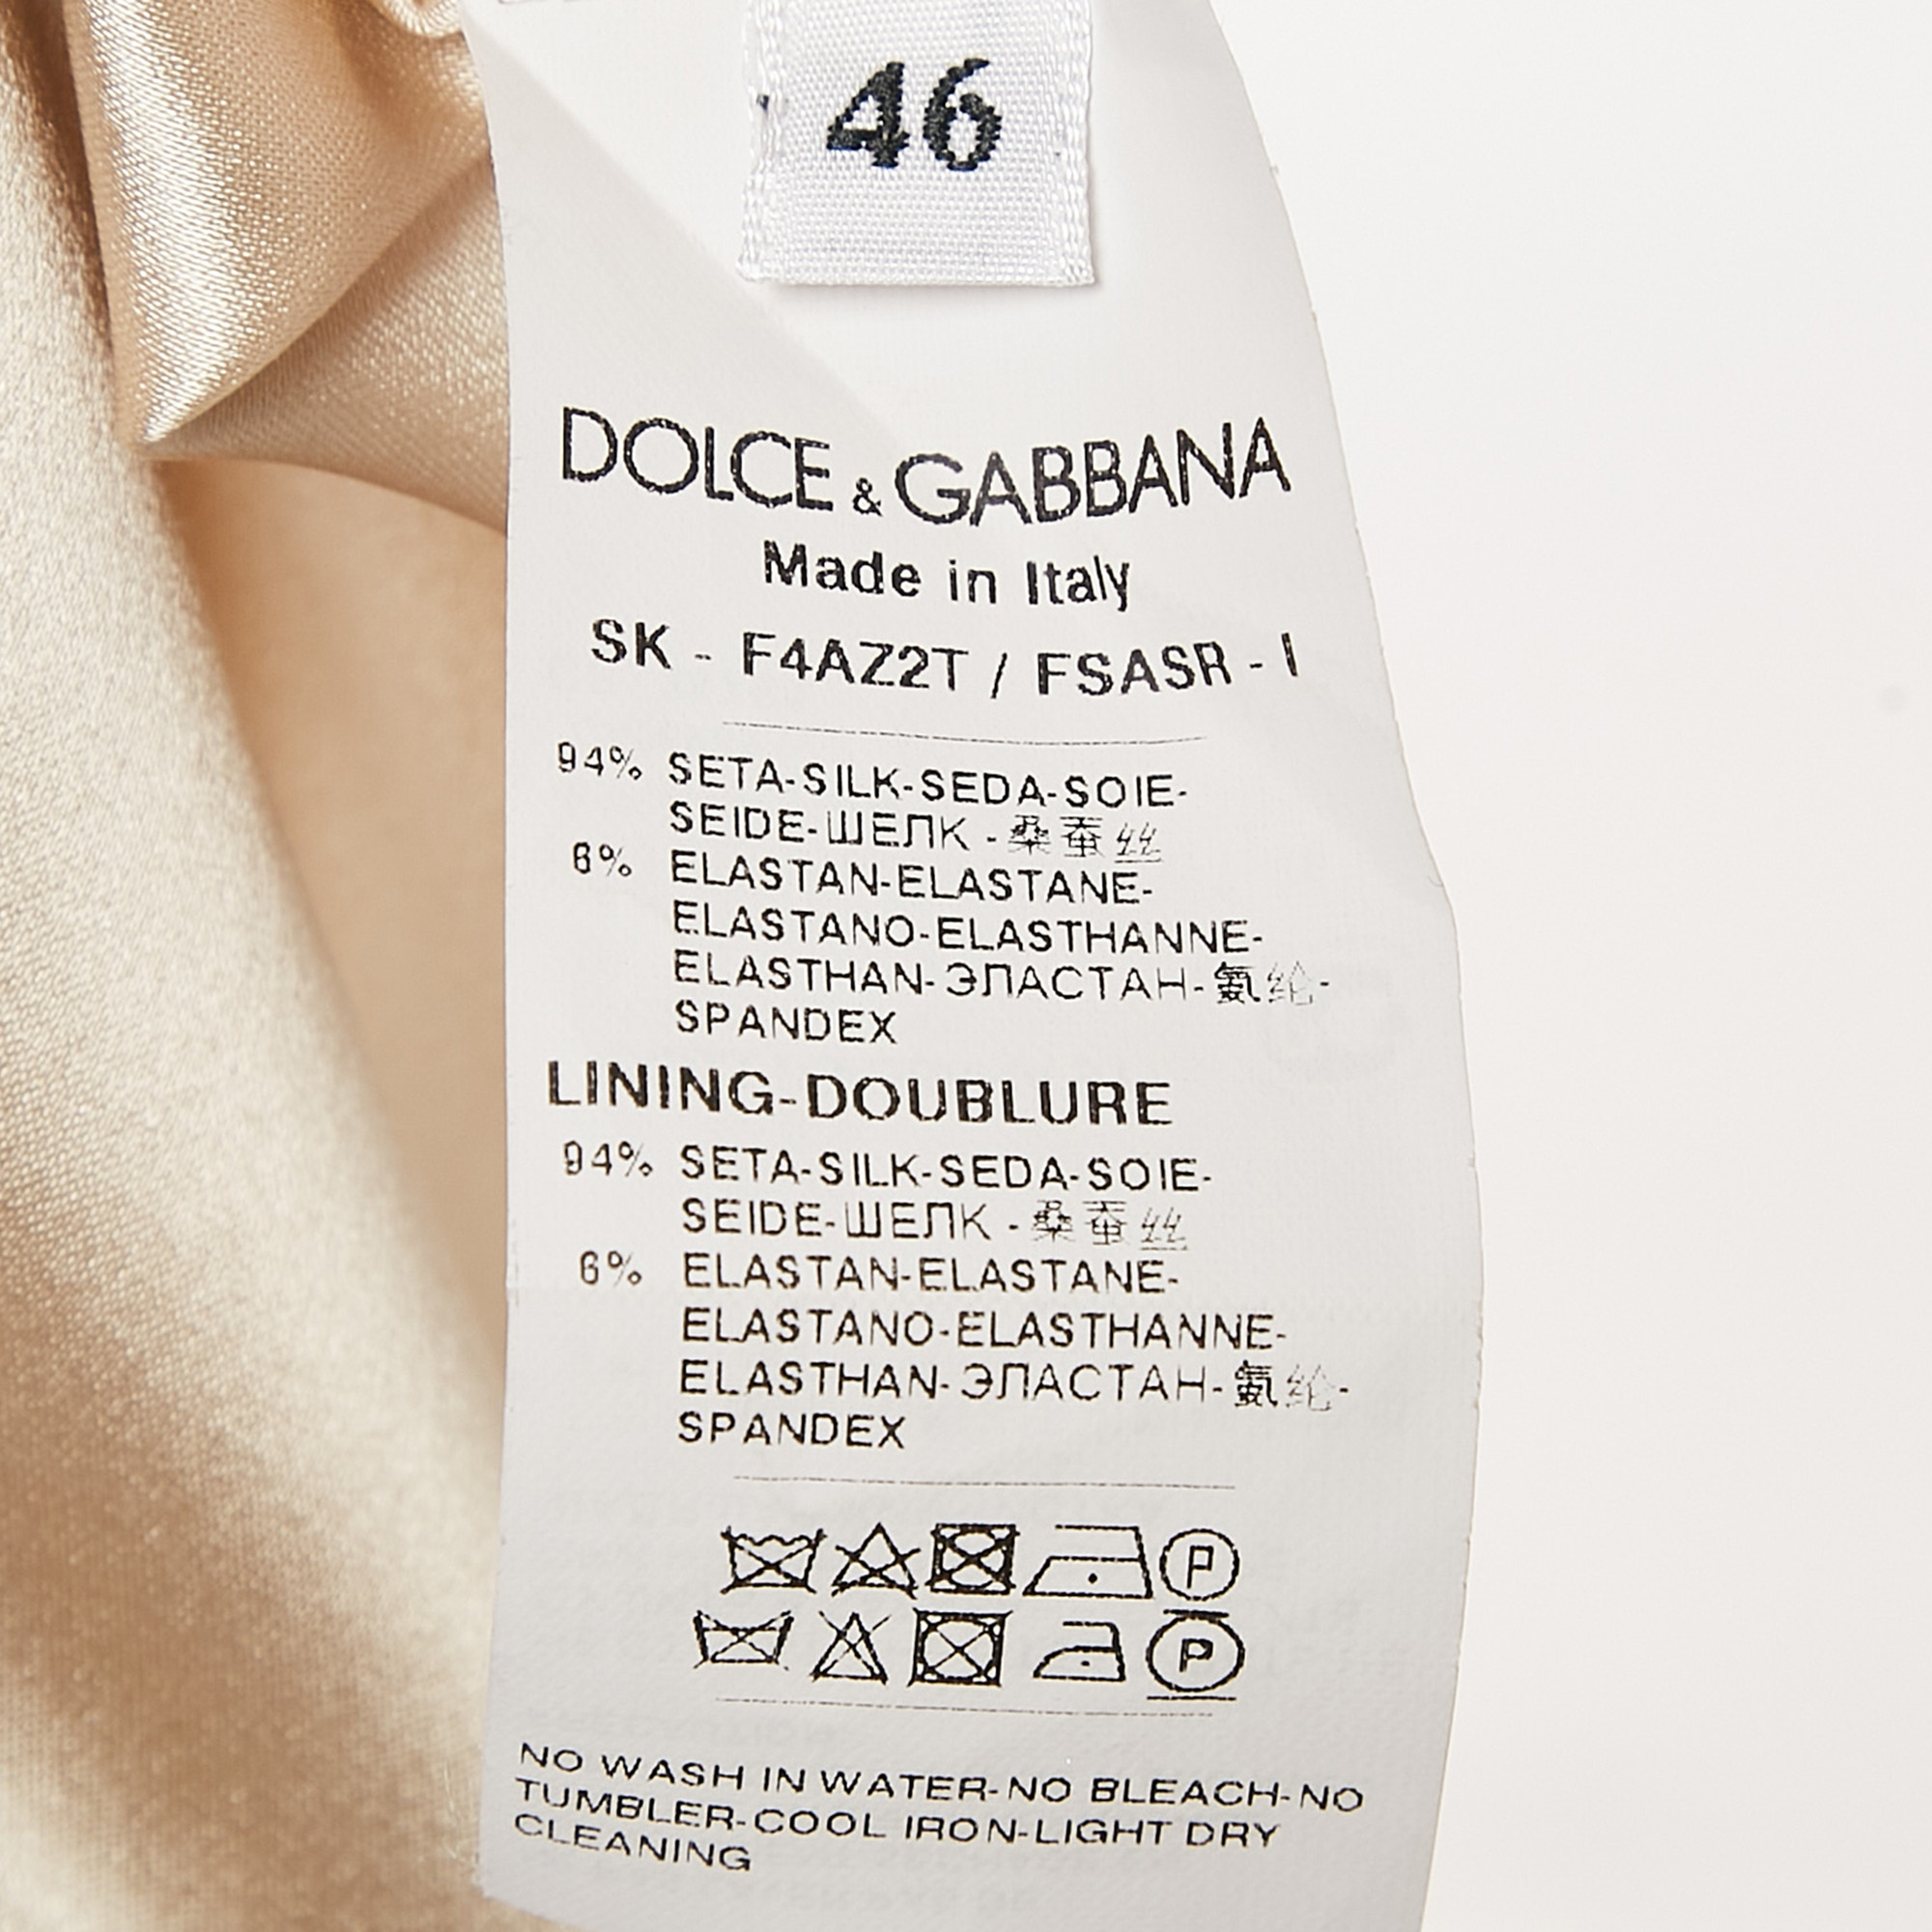 46
DOLCE & GABBANA
Made in Italy
SK - F4AZ2T / FSASR - I
94% SETA-SILK-SEDA-SOIE-
SEIDE-ШЕЛК - 桑蚕丝
6% ELASTAN-ELASTANE-
ELASTANO-ELASTHANNE-
ELASTHAN-ЭЛАСТАН-氨纶-
SPANDEX
LINING-DOUBLURE
94% SETA-SILK-SEDA-SOIE-
SEIDE-ШЕЛК - 桑蚕丝
6% ELASTAN-ELASTANE-
ELASTANO-ELASTHANNE-
ELASTHAN-ЭЛАСТАН-氨纶-
SPANDEX
P
P
NO WASH IN WATER-NO BLEACH-NO
TUMBLER-COOL IRON-LIGHT DRY
CLEANING